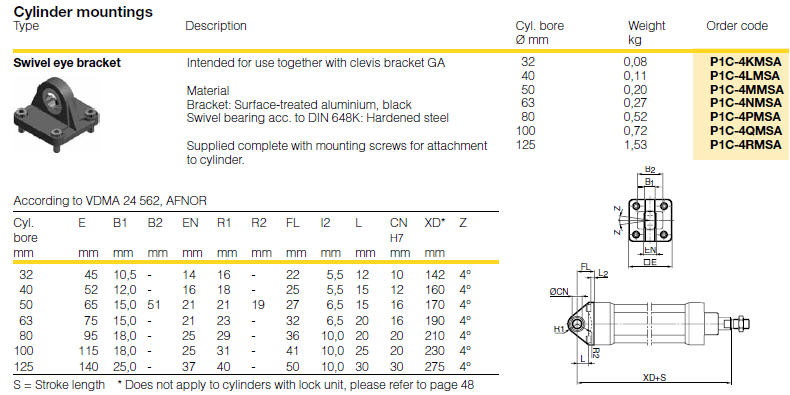 Cylinder mountings
Type Description Cyl. bore Weight Order code
Ø mm kg
Swivel eye bracket Intended for use together with clevis bracket GA 32 0,08 P1C-4KMSA
40 0,11 P1C-4LMSA
Material 50 0,20 P1C-4MMSA
Bracket: Surface-treated aluminium, black 63 0,27 P1C-4NMSA
Swivel bearing acc. to DIN 648K: Hardened steel 80 0,52 P1C-4PMSA
100 0,72 P1C-4QMSA
Supplied complete with mounting screws for attachment 125 1,53 P1C-4RMSA
to cylinder.
According to VDMA 24 562, AFNOR
Cyl. E B1 B2 EN R1 R2 FL l2 L CN XD* Z
bore H7
mm mm mm mm mm mm mm mm mm mm mm mm
32 45 10,5 - 14 16 - 22 5,5 12 10 142 4º
40 52 12,0 - 16 18 - 25 5,5 15 12 160 4º
50 65 15,0 51 21 21 19 27 6,5 15 16 170 4º
63 75 15,0 - 21 23 - 32 6,5 20 16 190 4º
80 95 18,0 - 25 29 - 36 10,0 20 20 210 4º
100 115 18,0 - 25 31 - 41 10,0 25 20 230 4º
125 140 25,0 - 37 40 - 50 10,0 30 30 275 4º
S = Stroke length * Does not apply to cylinders with lock unit, please refer to page 48
B2
B1
Z
Z
EN
□E
FL
L2
ØCN
H1
R2
L
XD+S